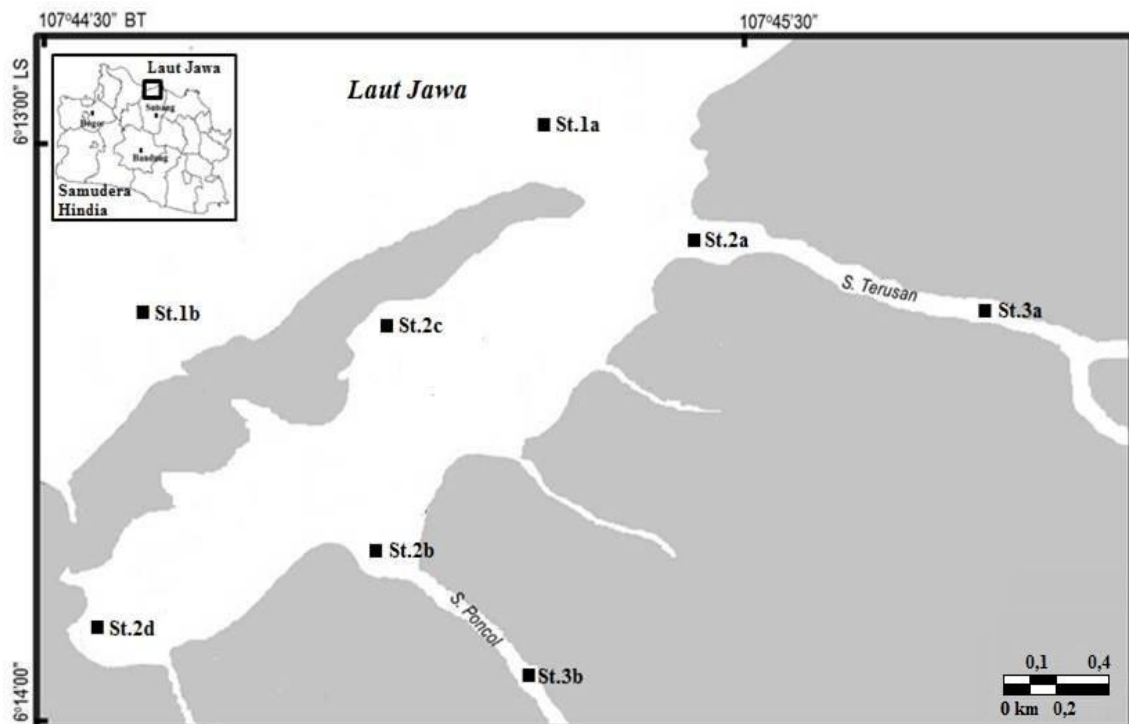 107°44'30" BT
107°45'30"
6°13'00" LS
6°14'00"
Laut Jawa
Subang
Bogor
Bandung
Samudera
Hindia
Laut Jawa
St.1a
St.2a
S. Terusan
St.3a
St.1b
St.2c
St.2b
S. Poncol
St.2d
St.3b
0,1 0,4
0 km 0,2